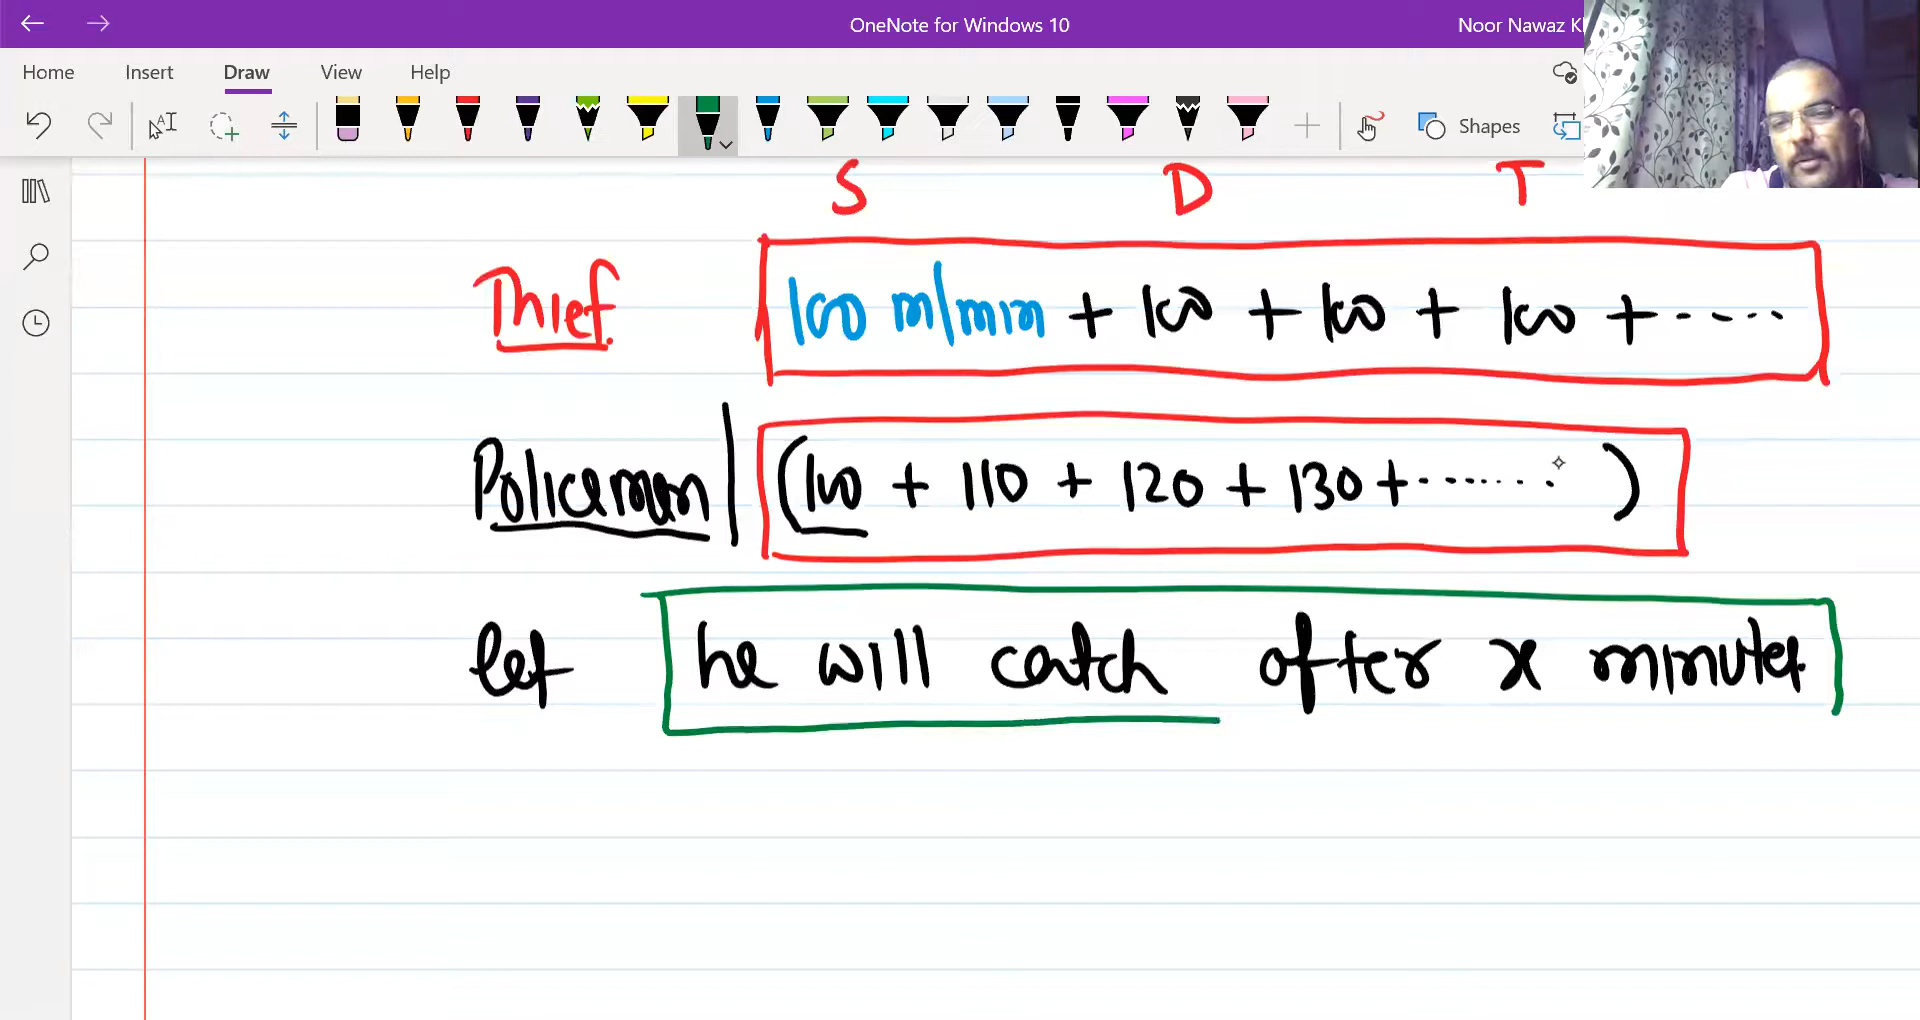 OneNote for Windows 10
Noor Nawaz K
Home Insert Draw View Help
Shapes
S D T
Thief 100 m/min + 100 + 100 + 100 + -----
Policeman (100 + 110 + 120 + 130 + ........ )
let he will catch after x minutes